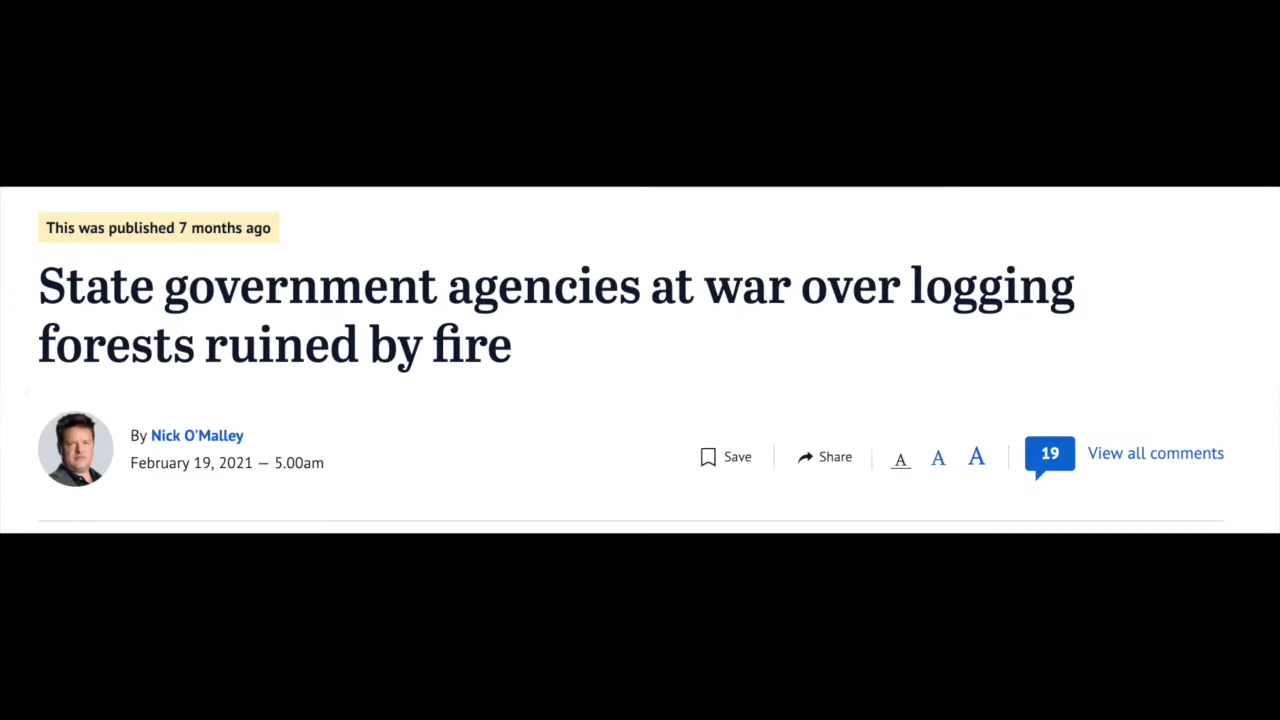 This was published 7 months ago
State government agencies at war over logging
forests ruined by fire
By Nick O'Malley
February 19, 2021 — 5.00am
Save
Share
A
A
A
19
View all comments